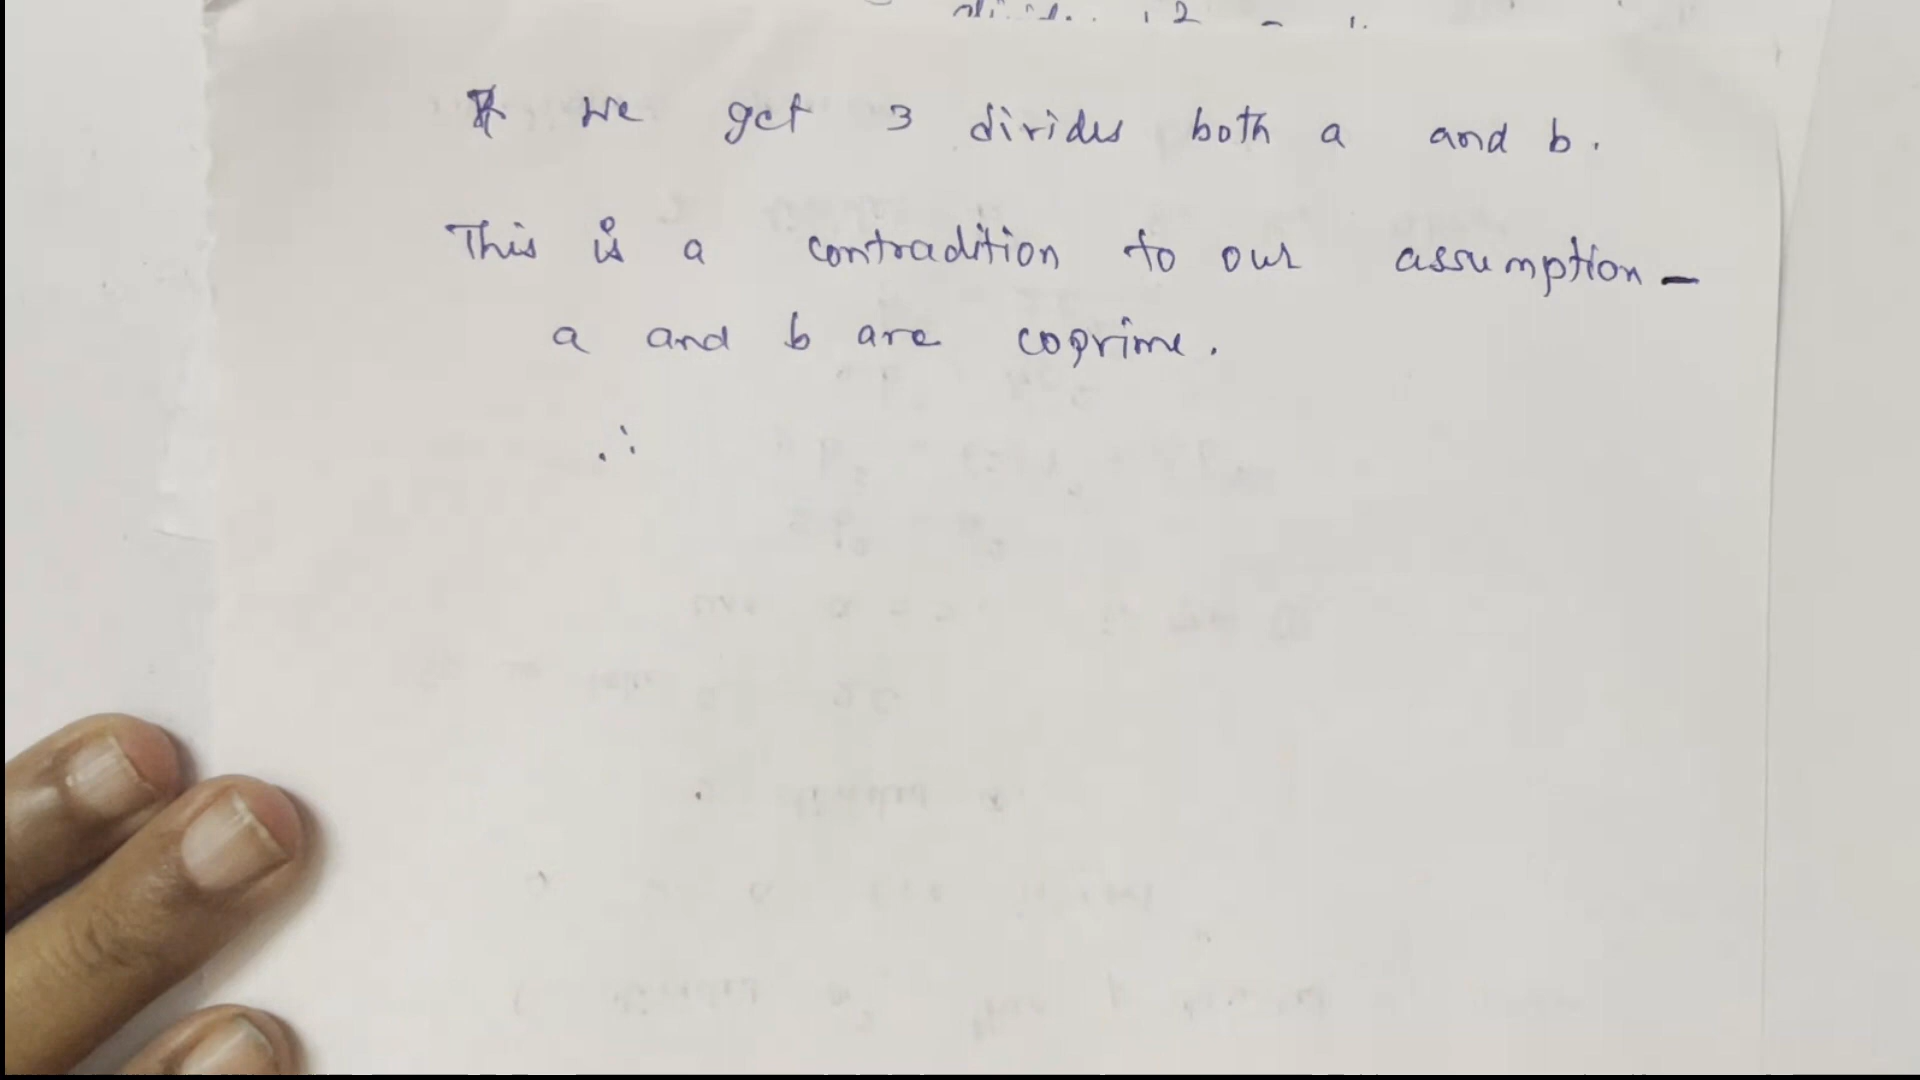 we get 3 divides both a and b.
This is a contradition to our assumption -
a and b are coprime.
∴